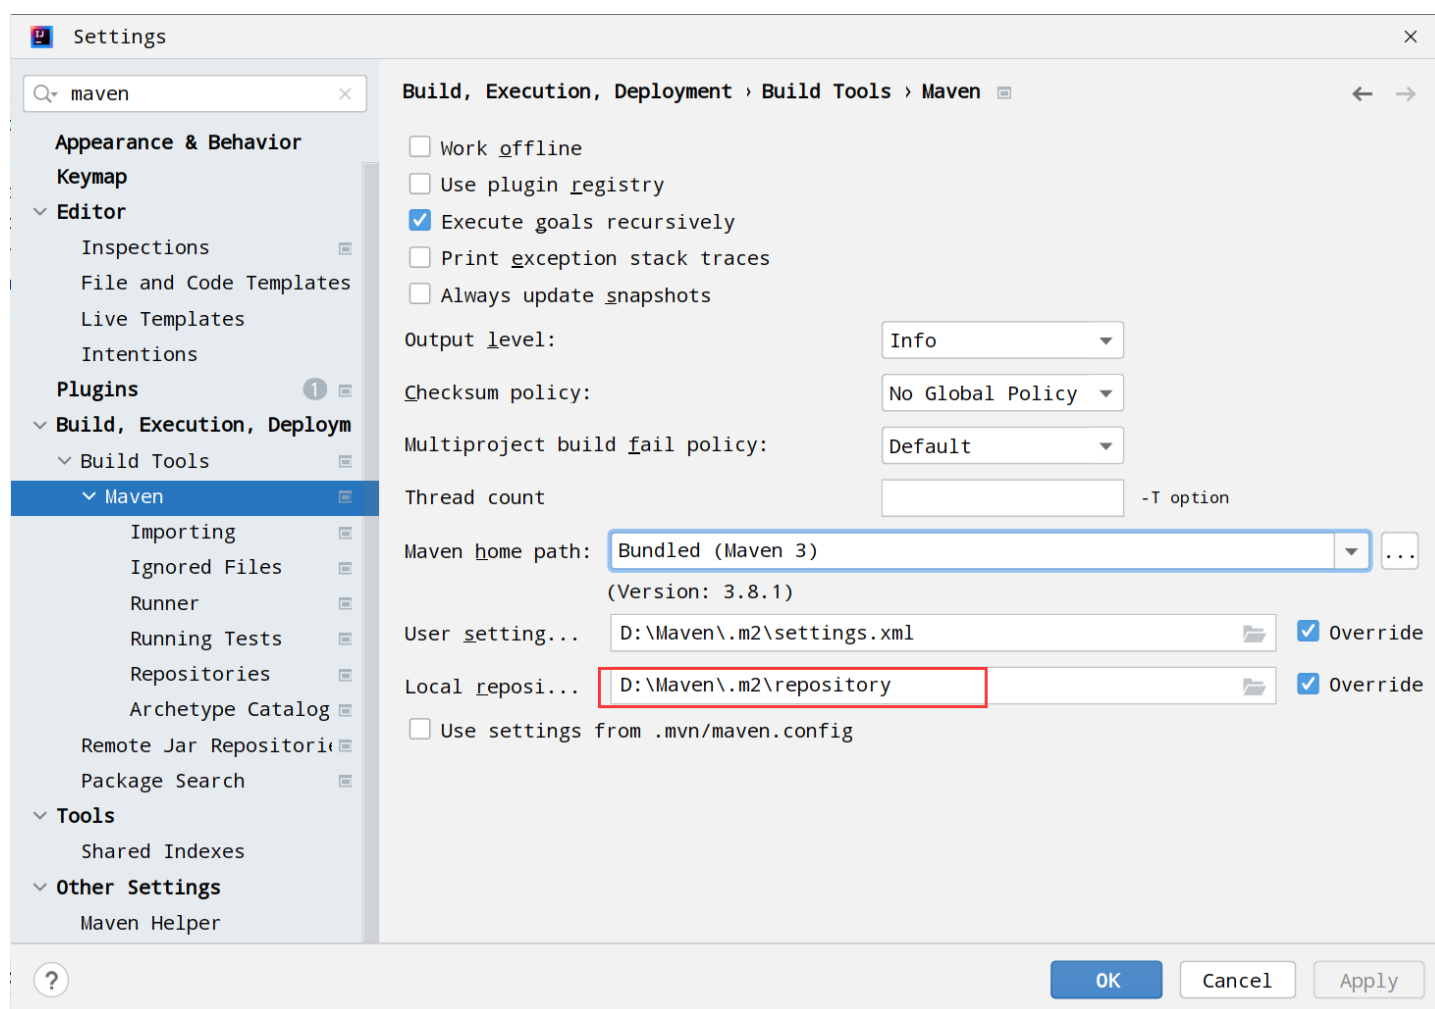 Settings
maven
Appearance & Behavior
Keymap
Editor
Inspections
File and Code Templates
Live Templates
Intentions
Plugins 1
Build, Execution, Deploym
Build Tools
Maven
Importing
Ignored Files
Runner
Running Tests
Repositories
Archetype Catalog
Remote Jar Repositorie
Package Search
Tools
Shared Indexes
Other Settings
Maven Helper
Build, Execution, Deployment › Build Tools › Maven
Work offline
Use plugin registry
Execute goals recursively
Print exception stack traces
Always update snapshots
Output level: Info
Checksum policy: No Global Policy
Multiproject build fail policy: Default
Thread count -T option
Maven home path: Bundled (Maven 3) ...
(Version: 3.8.1)
User setting... D:\Maven\.m2\settings.xml Override
Local reposi... D:\Maven\.m2\repository Override
Use settings from .mvn/maven.config
? OK Cancel Apply